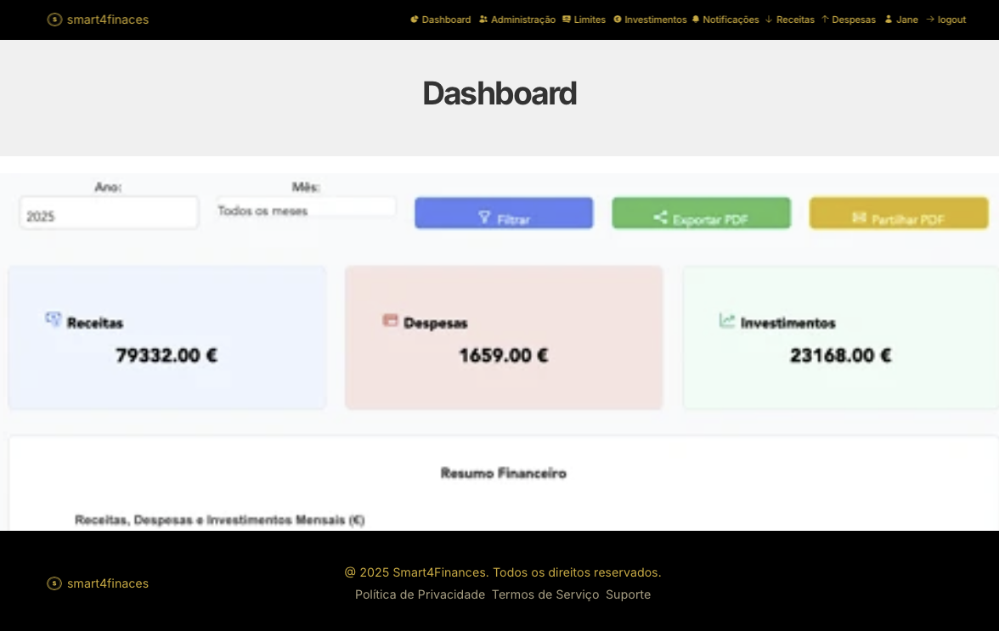 smart4finaces Dashboard Administração Limites Investimentos Notificações Receitas Despesas Jane logout
Dashboard
Ano: Mês:
2025 Todos os meses Filtrar Exportar PDF Partilhar PDF
Receitas Despesas Investimentos
79332.00 € 1659.00 € 23168.00 €
Resumo Financeiro
Receitas, Despesas e Investimentos Mensais (€)
@ 2025 Smart4Finances. Todos os direitos reservados.
smart4finaces
Política de Privacidade Termos de Serviço Suporte